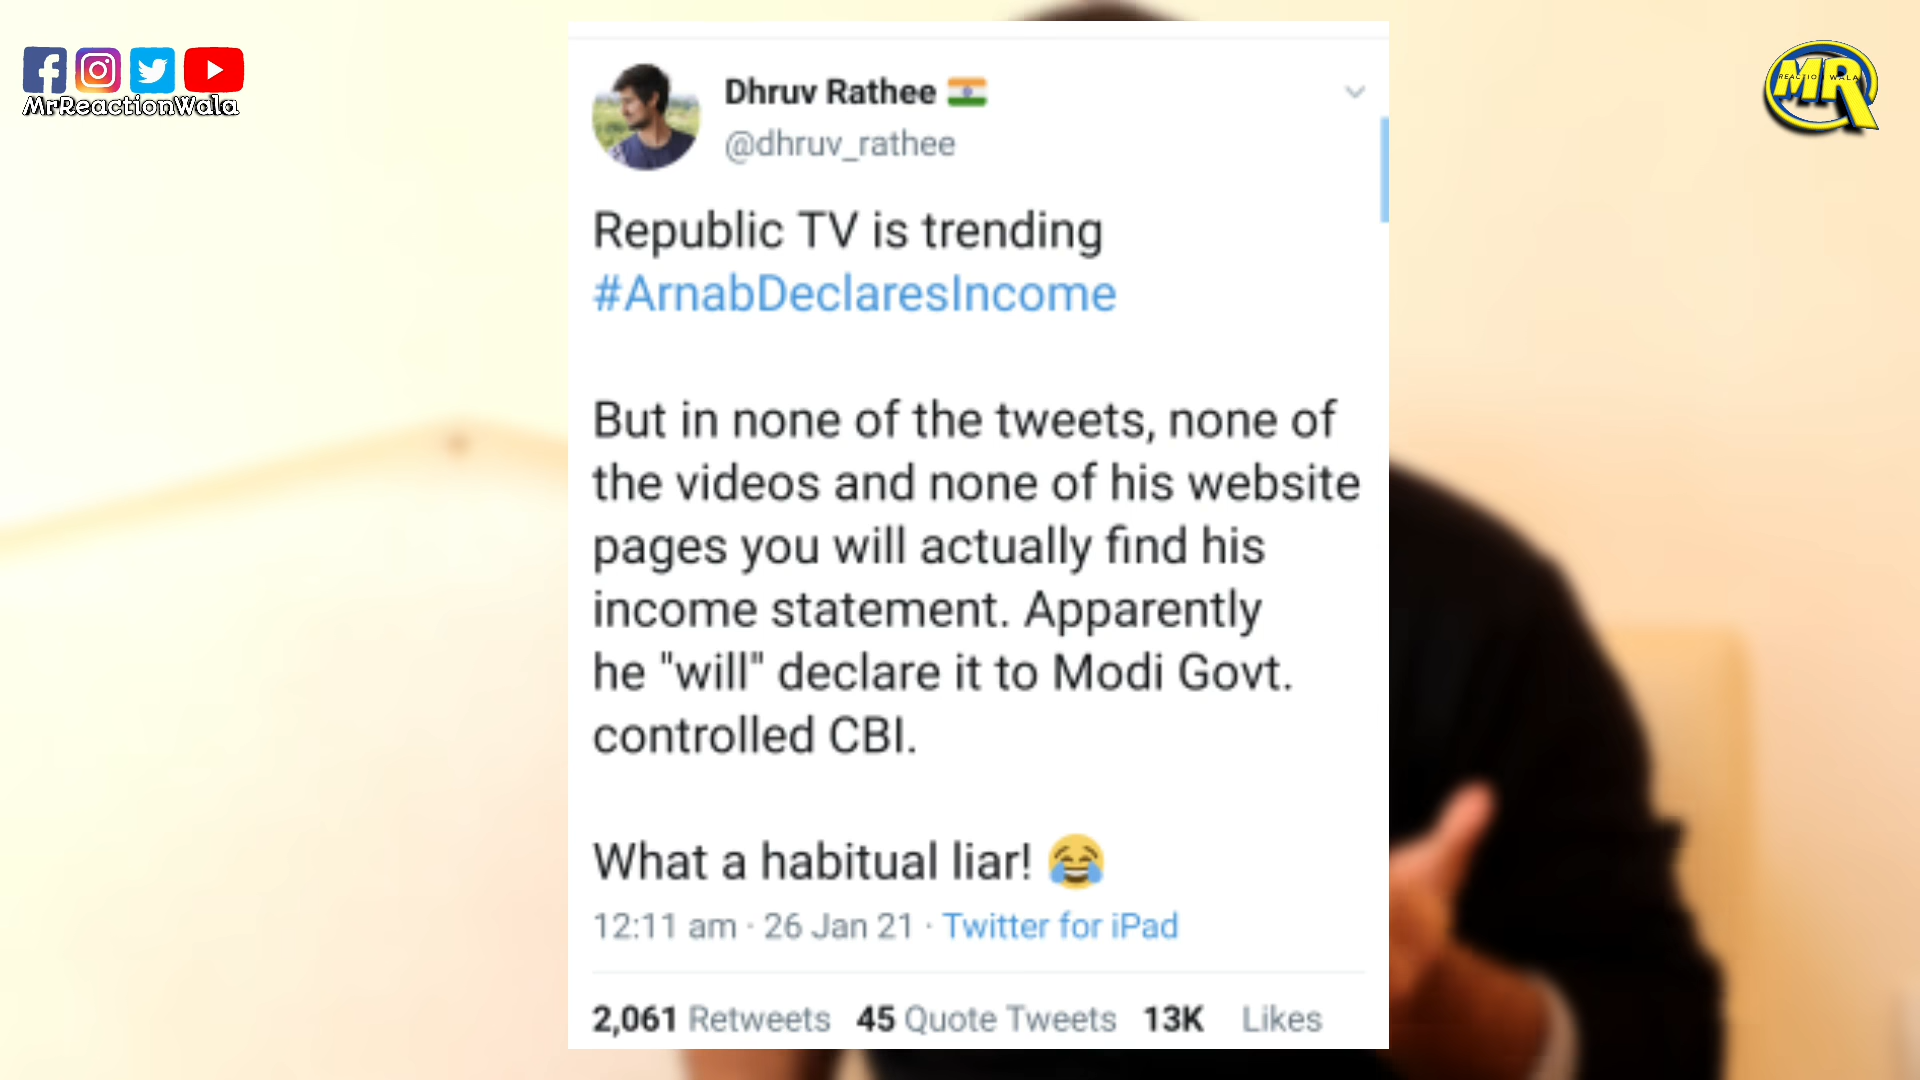 MrReactionWala
MR
REACTION WALA
Dhruv Rathee
@dhruv_rathee
Republic TV is trending
#ArnabDeclaresIncome
But in none of the tweets, none of
the videos and none of his website
pages you will actually find his
income statement. Apparently
he "will" declare it to Modi Govt.
controlled CBI.
What a habitual liar! 😂
12:11 am · 26 Jan 21 · Twitter for iPad
2,061 Retweets 45 Quote Tweets 13K Likes